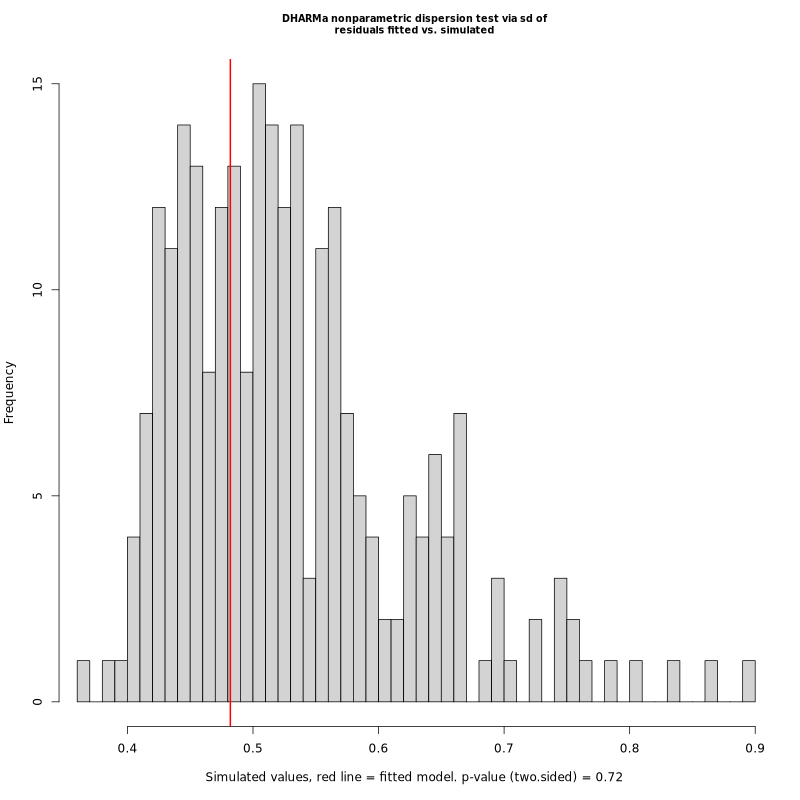 DHARMa nonparametric dispersion test via sd of
residuals fitted vs. simulated
15
10
5
0
Frequency
0.4 0.5 0.6 0.7 0.8 0.9
Simulated values, red line = fitted model. p-value (two.sided) = 0.72